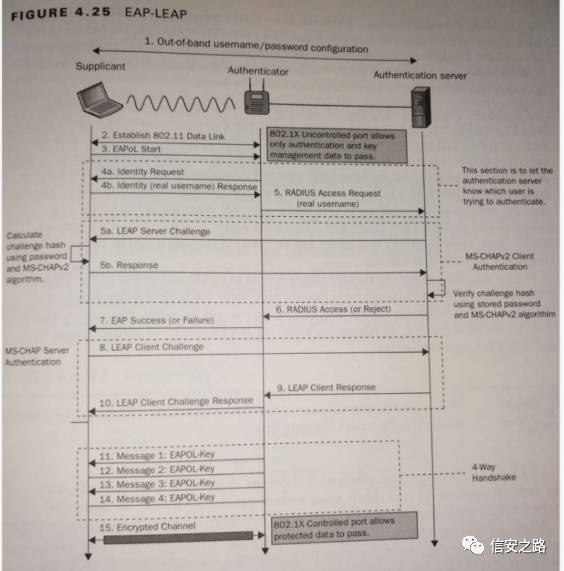 FIGURE 4.25 EAP-LEAP
1. Out-of-band username/password configuration
Supplicant
Authenticator
Authentication server
2. Establish 802.11 Data Link
3. EAPoL Start
802.1X Uncontrolled port allows
only authentication and key
management data to pass.
4a. Identity Request
4b. Identity (real username) Response
5. RADIUS Access Request
(real username)
This section is to let the
authentication server
know which user is
trying to authenticate.
Calculate
challenge hash
using password
and MS-CHAPv2
algorithm.
5a. LEAP Server Challenge
5b. Response
MS-CHAPv2 Client
Authentication
Verify challenge hash
using stored password
and MS-CHAPv2 algorithim
6. RADIUS Access (or Reject)
7. EAP Success (or Failure)
MS-CHAP Server
Authentication
8. LEAP Client Challenge
9. LEAP Client Response
10. LEAP Client Challenge Response
11. Message 1: EAPOL-Key
12. Message 2: EAPOL-Key
13. Message 3: EAPOL-Key
14. Message 4: EAPOL-Key
4-Way
Handshake
15. Encrypted Channel
802.1X Controlled port allows
protected data to pass.
信安之路